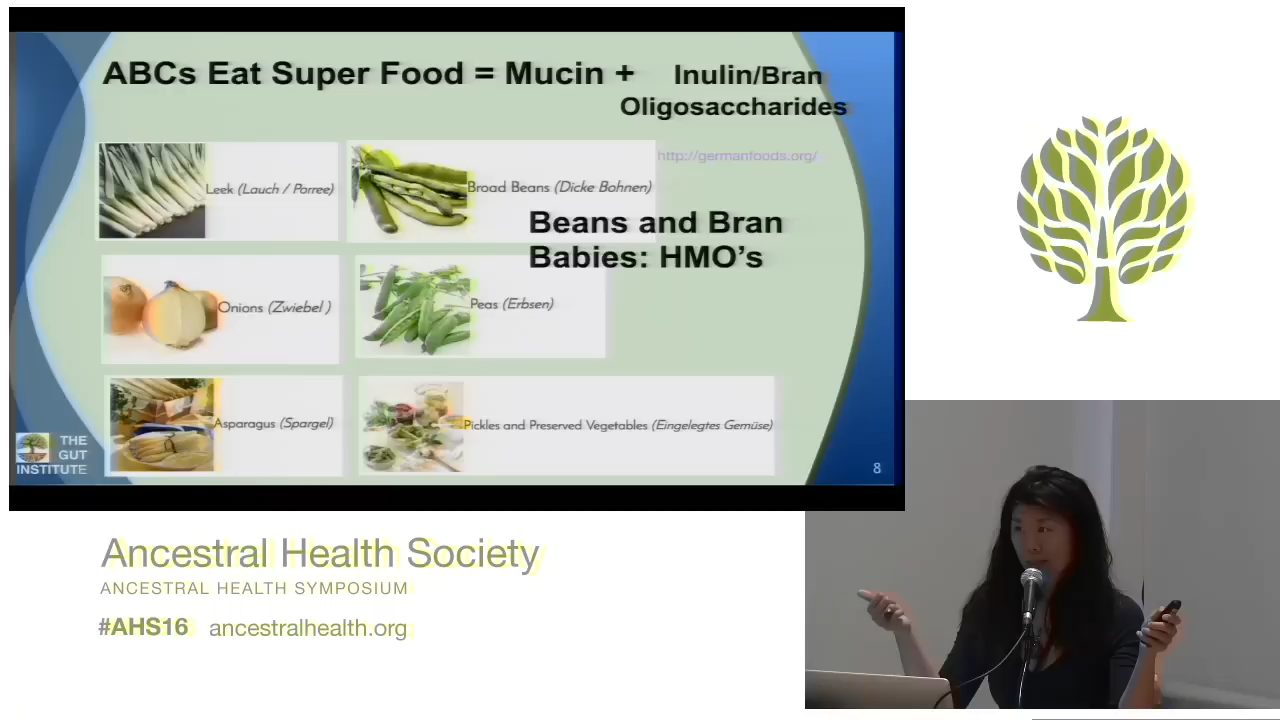 ABCs Eat Super Food = Mucin + Inulin/Bran
Oligosaccharides
http://germanfoods.org/
Leek (Lauch / Porree)
Broad Beans (Dicke Bohnen)
Beans and Bran
Babies: HMO's
Onions (Zwiebel )
Peas (Erbsen)
Asparagus (Spargel)
Pickles and Preserved Vegetables (Eingelegtes Gemüse)
THE
GUT
INSTITUTE
8
Ancestral Health Society
ANCESTRAL HEALTH SYMPOSIUM
#AHS16 ancestralhealth.org